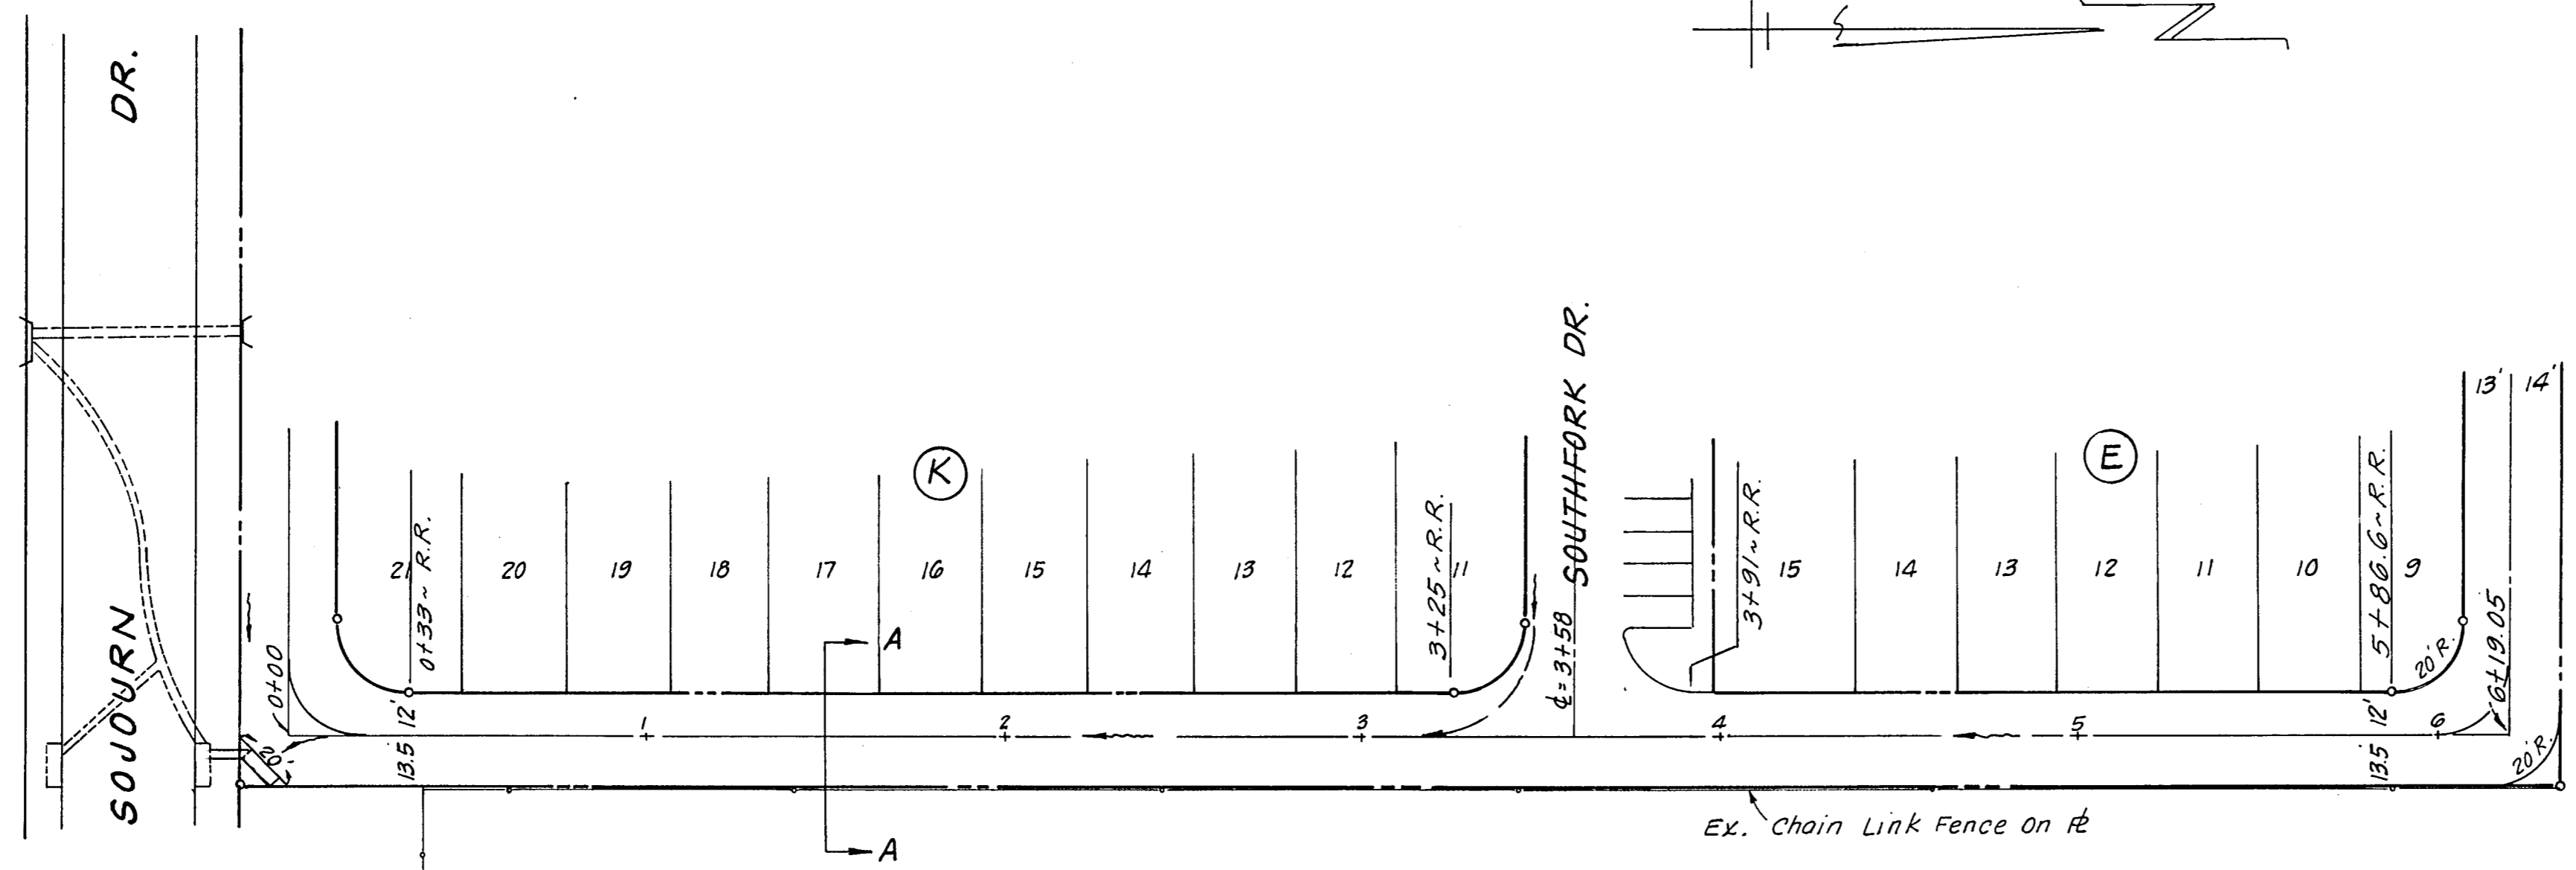 SOJOURN DR.
0+00
10'
21
0+33 ~ R.R.
12'
13.5
20
19
18
17
16
15
14
13
12
11
K
A
A
1
2
3
3+25 ~ R.R.
℄ = 3+58
SOUTHFORK DR.
3+91 ~ R.R.
15
14
13
12
11
10
9
E
5+86.6 ~ R.R.
20' R.
13'
14'
6+19.05
4
5
6
12'
13.5
20' R.
Ex. Chain Link Fence On ⅊